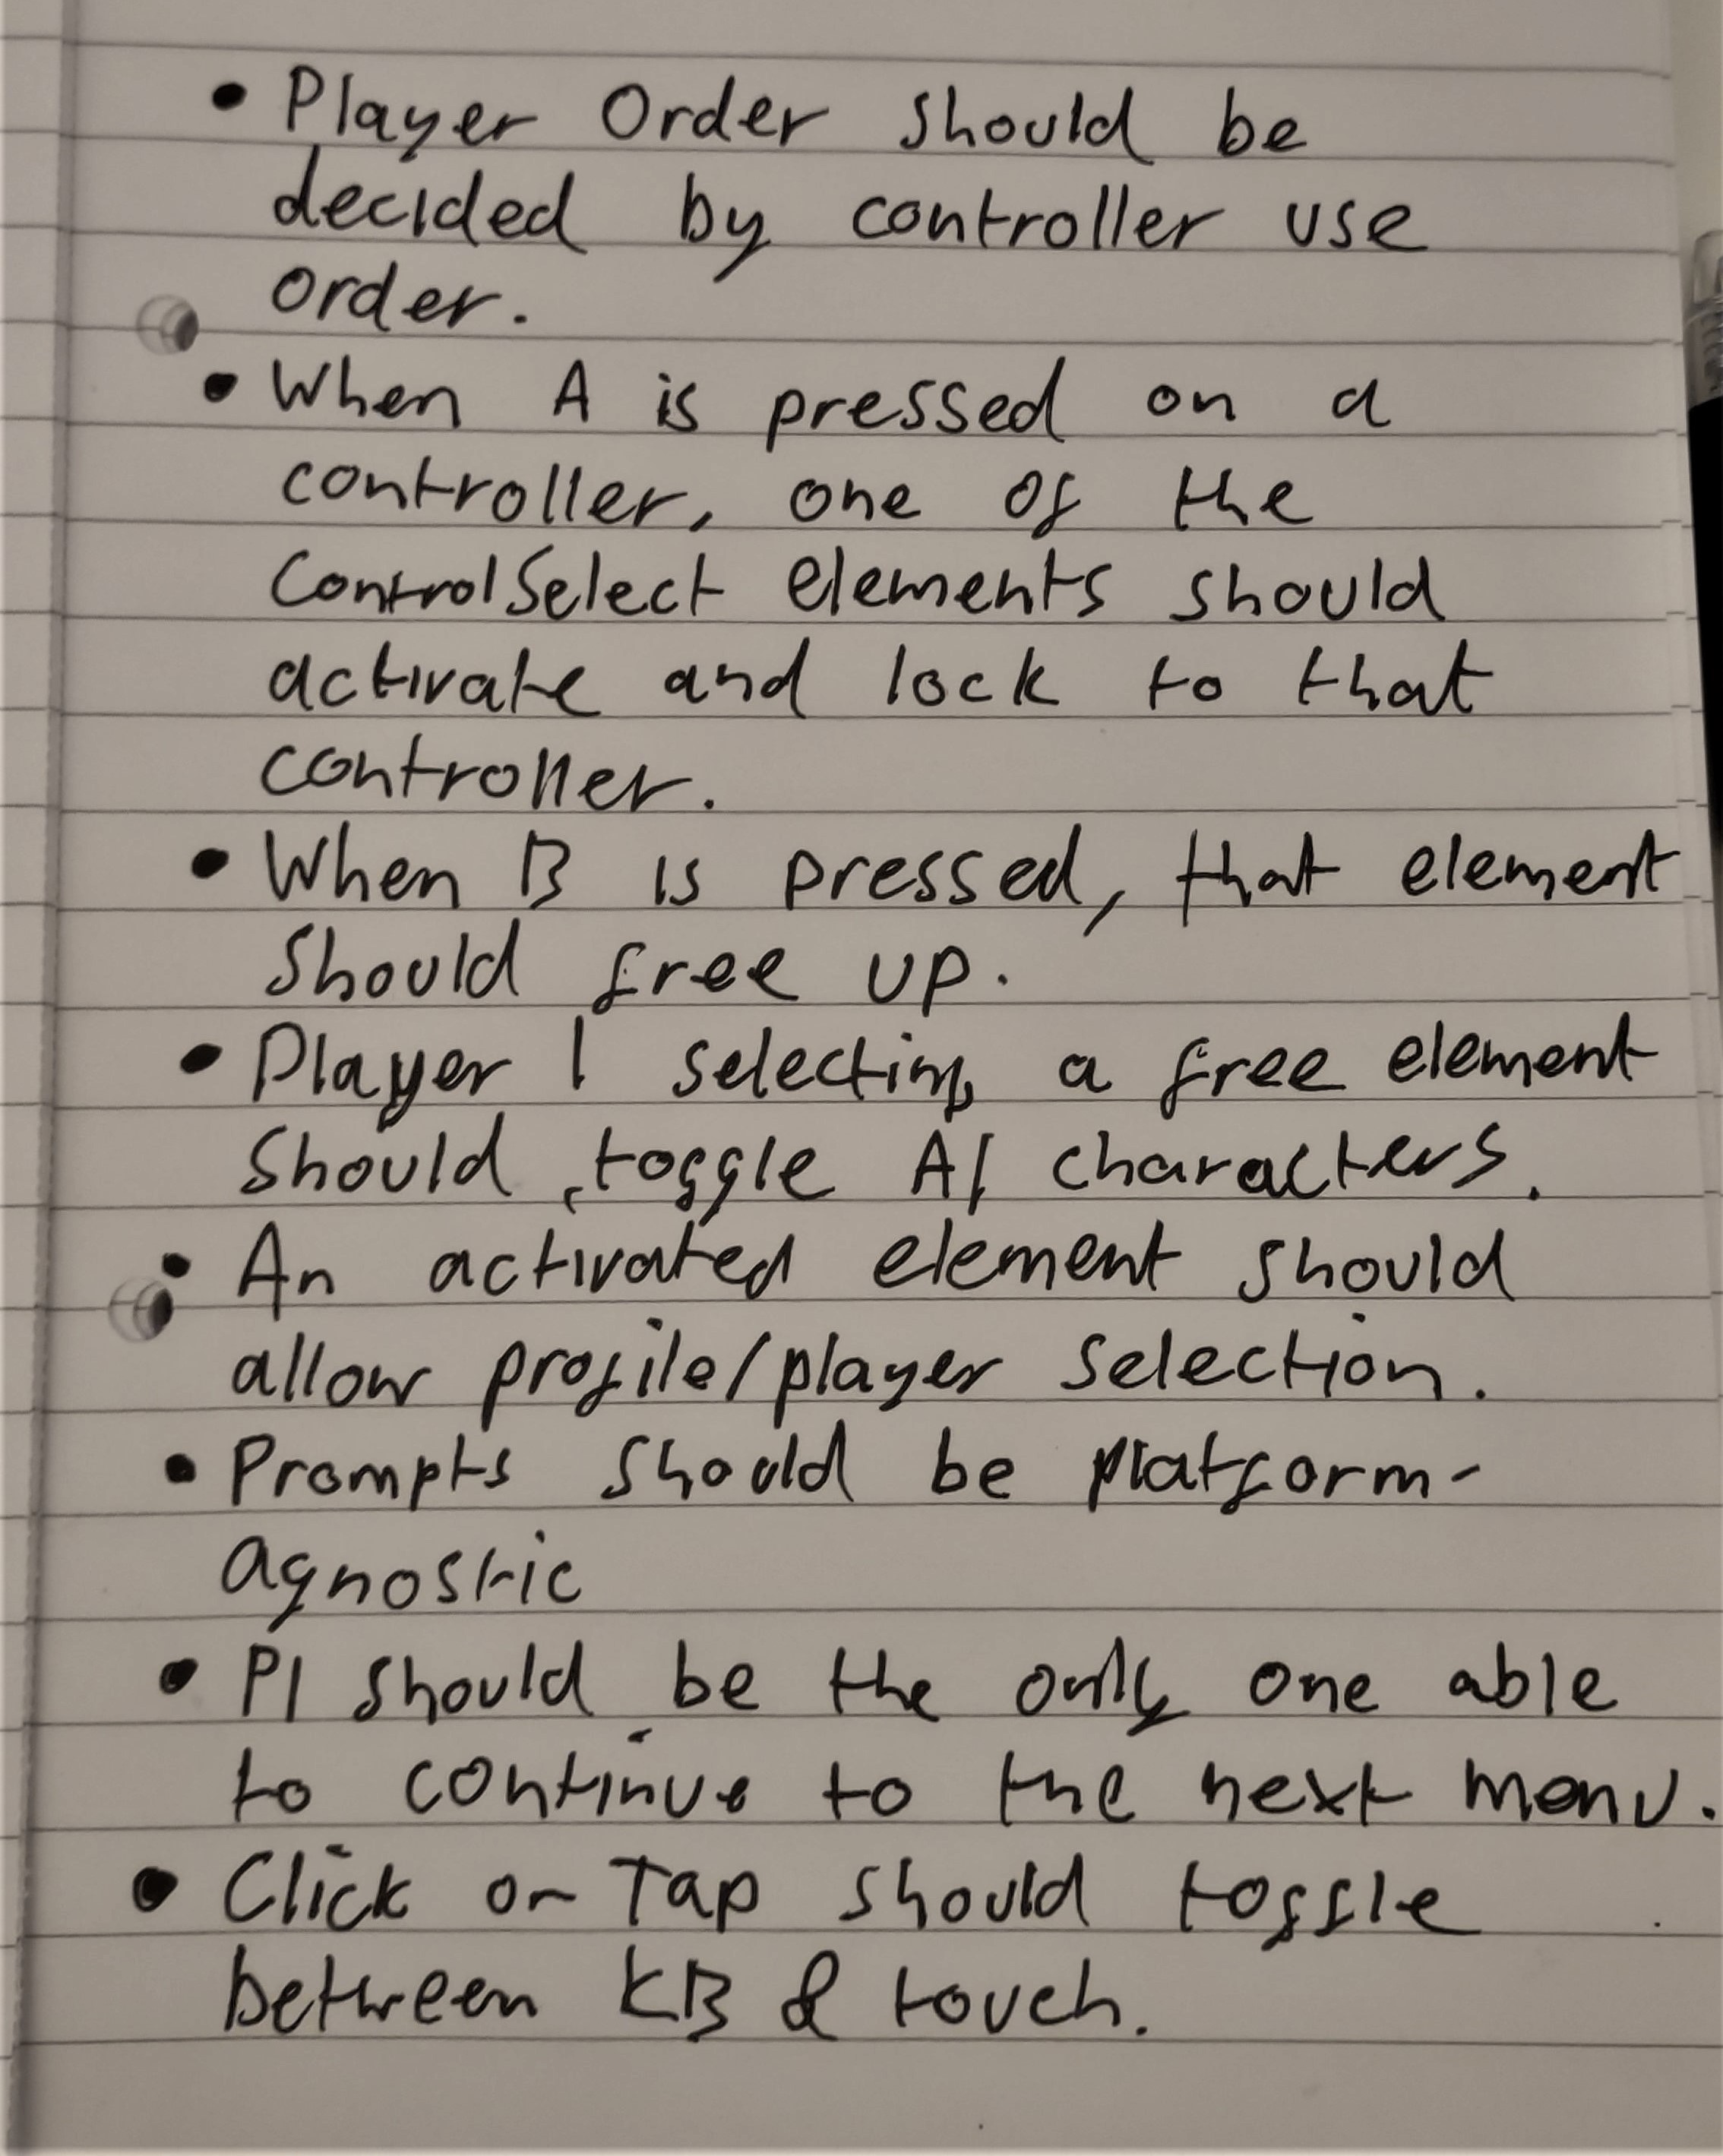 • Player Order should be
decided by controller use
order.
• When A is pressed on a
controller, one of the
ControlSelect elements should
activate and lock to that
controller.
• When B is pressed, that element
should free up.
• Player 1 selecting a free element
should toggle AI characters.
• An activated element should
allow profile/player selection.
• Prompts should be platform-
agnostic
• P1 should be the only one able
to continue to the next menu.
• Click or Tap should toggle
between KB & touch.